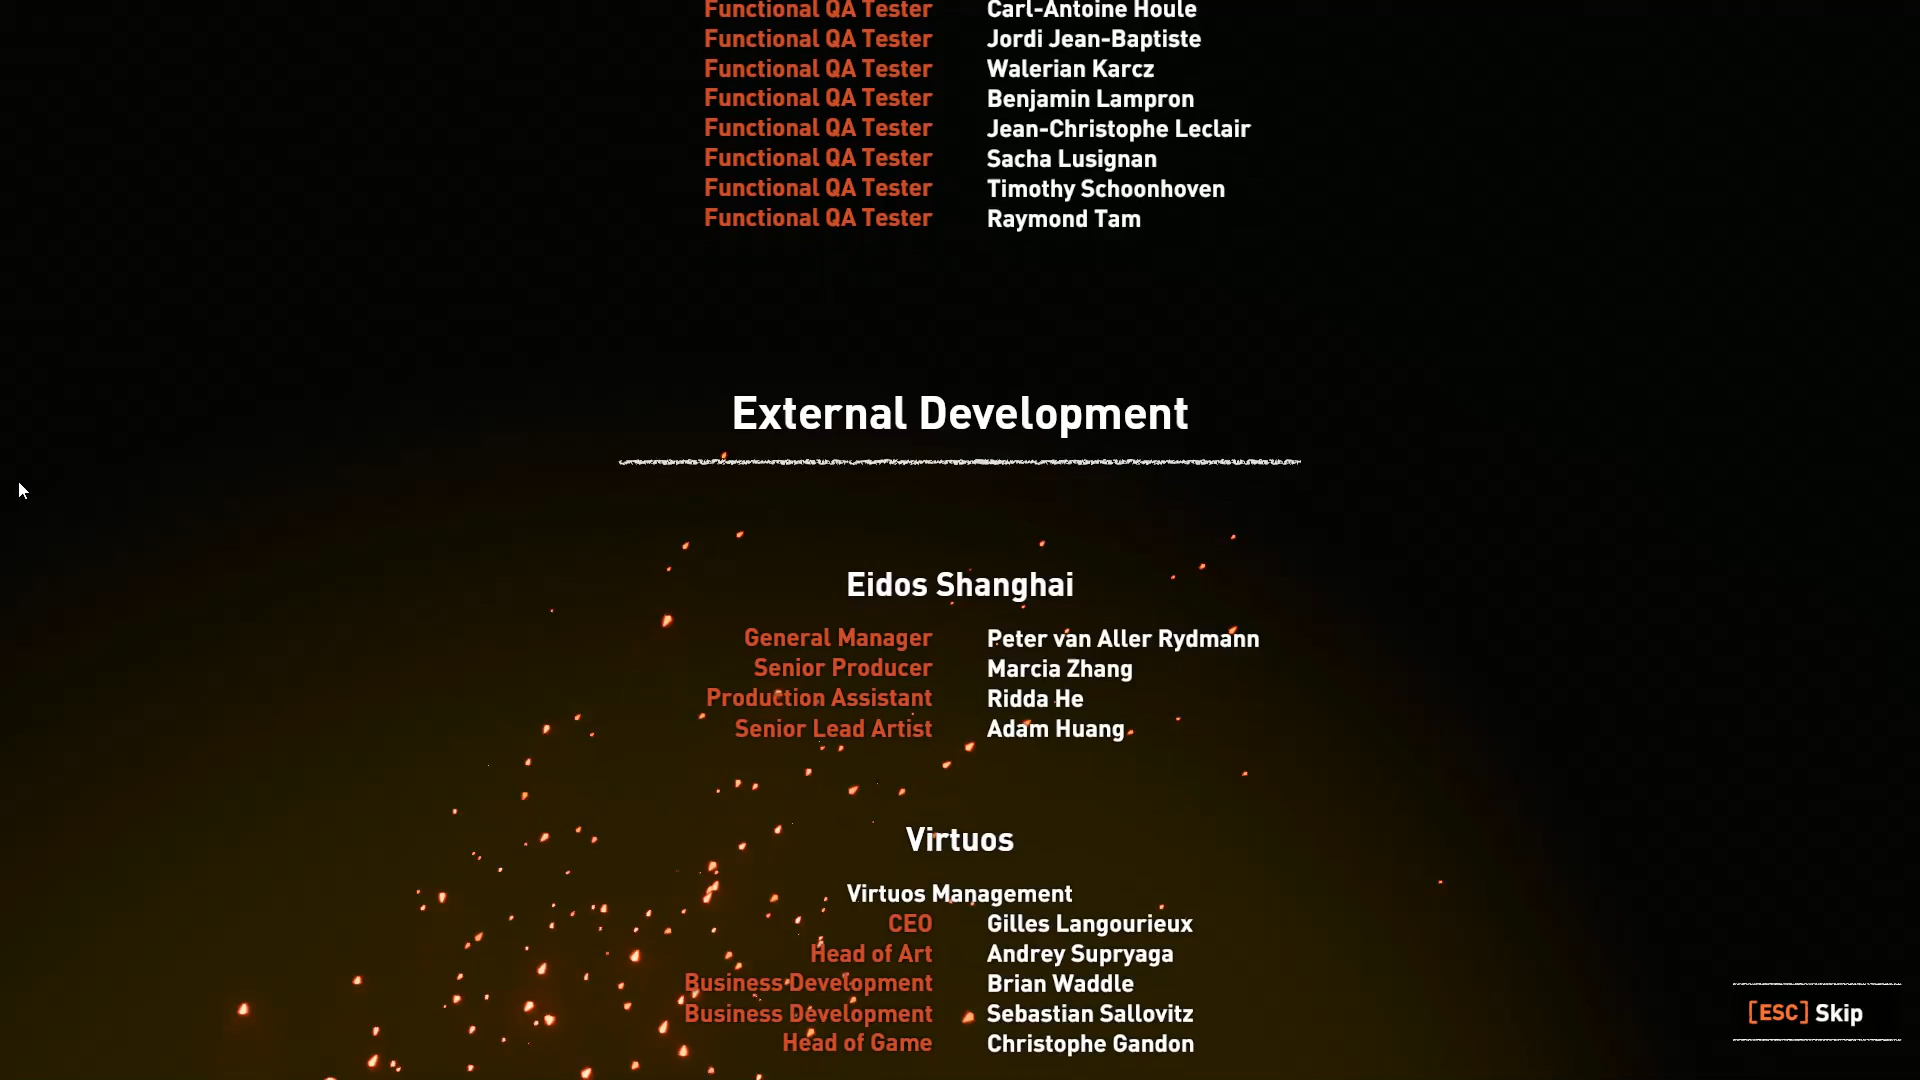 Functional QA Tester Carl-Antoine Houle
Functional QA Tester Jordi Jean-Baptiste
Functional QA Tester Walerian Karcz
Functional QA Tester Benjamin Lampron
Functional QA Tester Jean-Christophe Leclair
Functional QA Tester Sacha Lusignan
Functional QA Tester Timothy Schoonhoven
Functional QA Tester Raymond Tam
External Development
Eidos Shanghai
General Manager Peter van Aller Rydmann
Senior Producer Marcia Zhang
Production Assistant Ridda He
Senior Lead Artist Adam Huang
Virtuos
Virtuos Management
CEO Gilles Langourieux
Head of Art Andrey Supryaga
Business Development Brian Waddle
Business Development Sebastian Sallovitz
Head of Game Christophe Gandon
[ESC] Skip